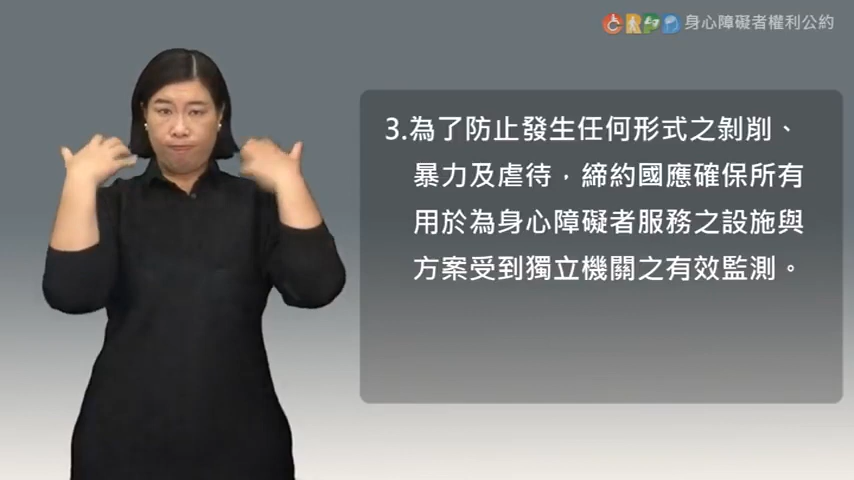 CRPD 身心障礙者權利公約
3.為了防止發生任何形式之剝削、
暴力及虐待，締約國應確保所有
用於為身心障礙者服務之設施與
方案受到獨立機關之有效監測。